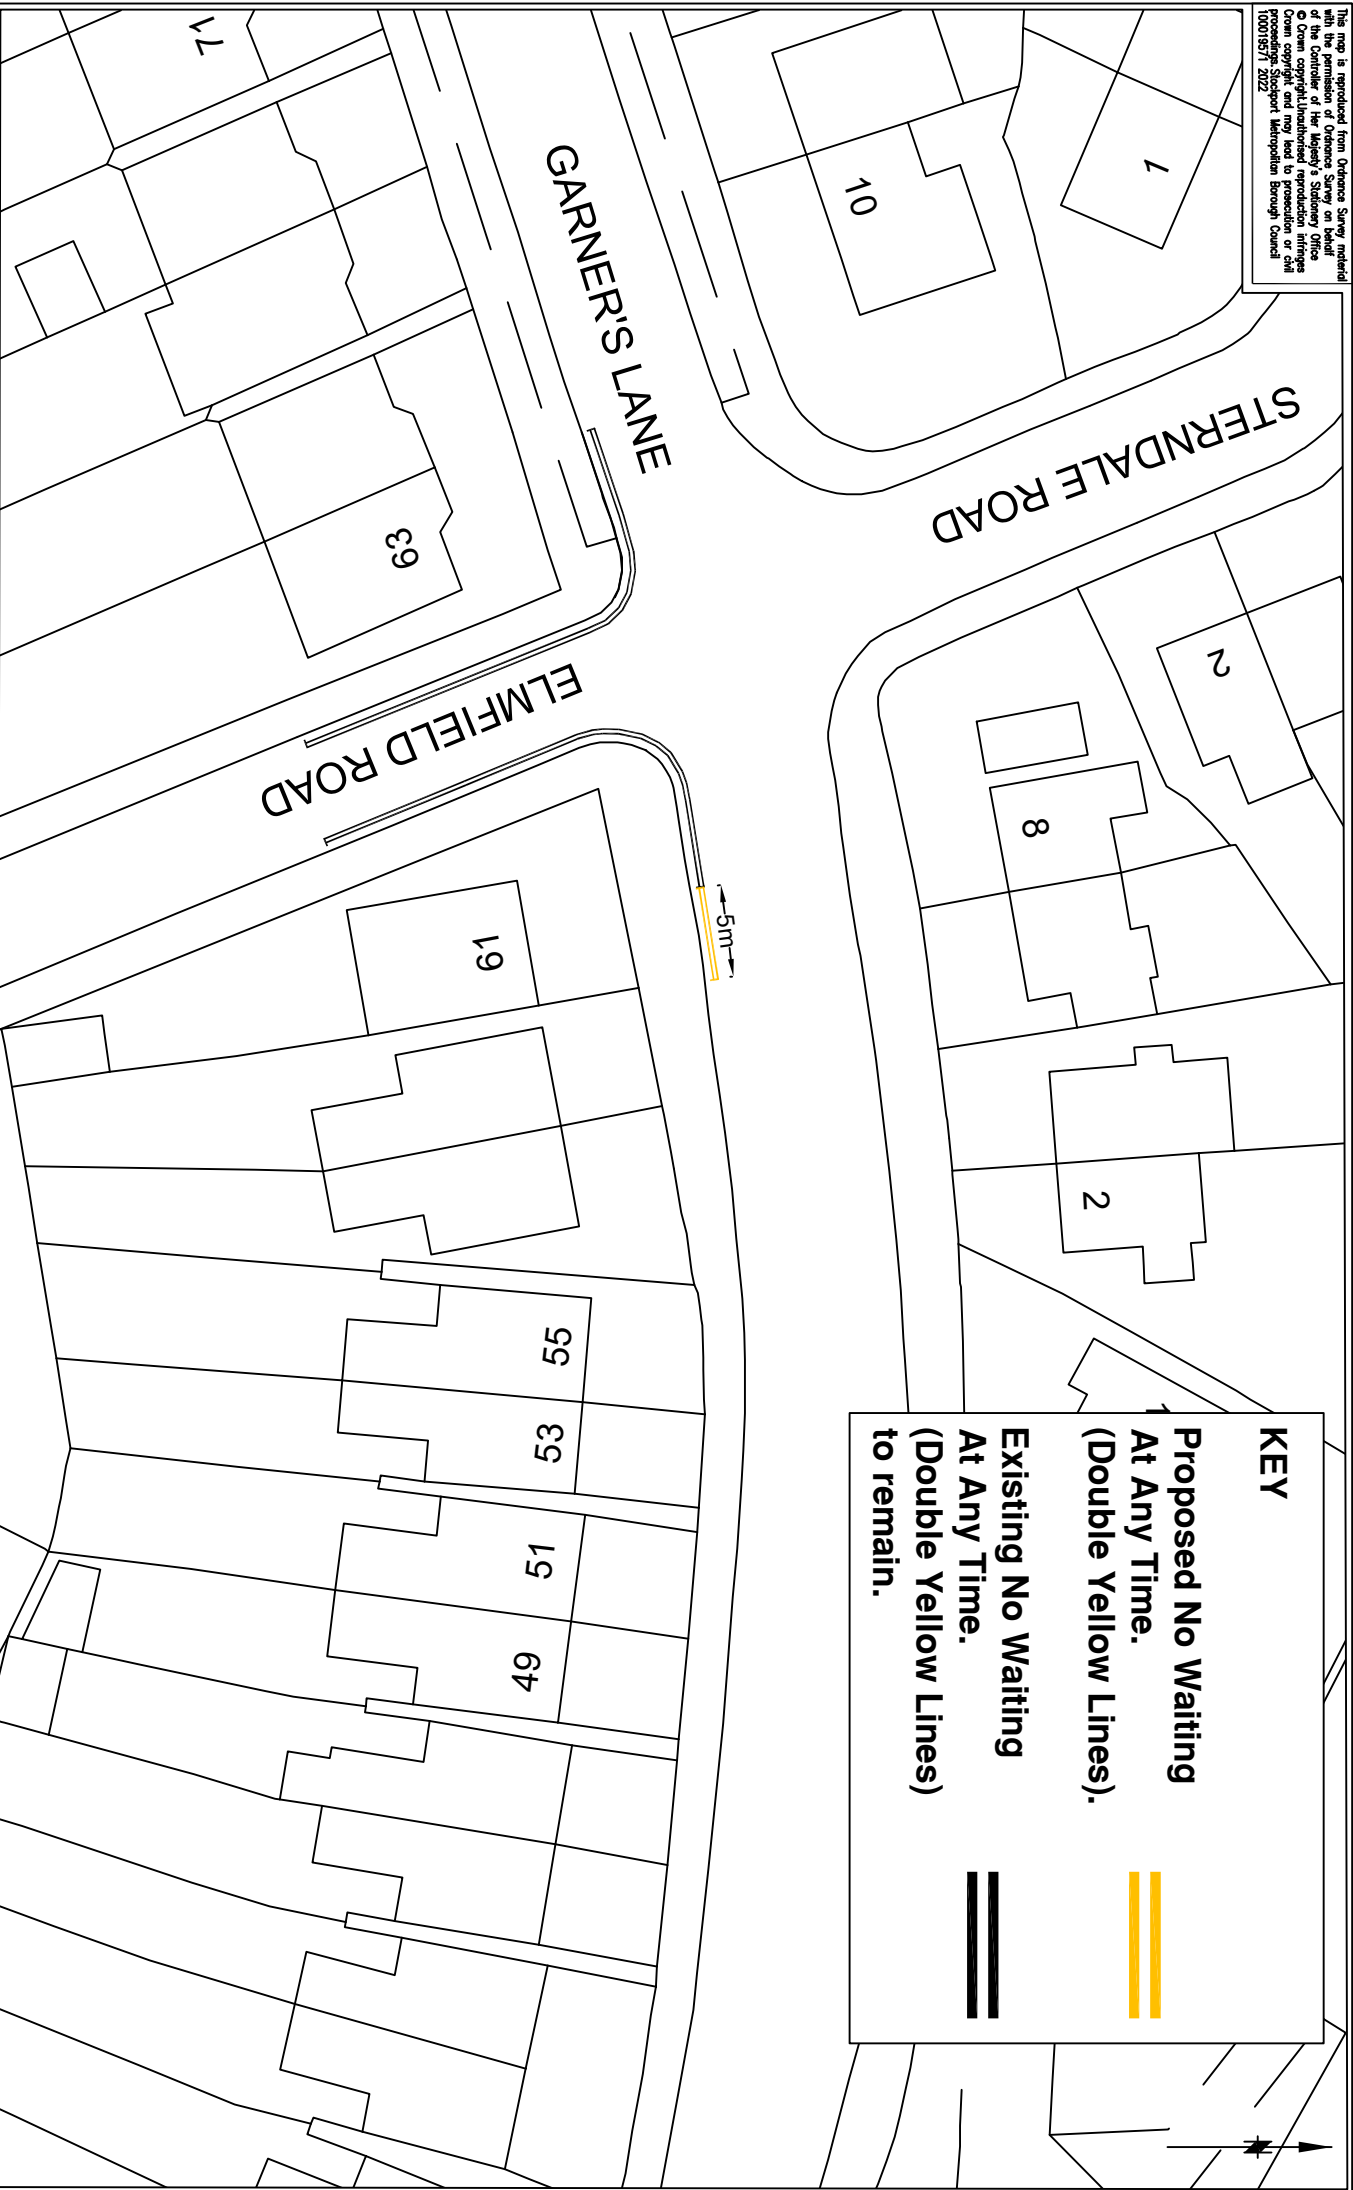 This map is reproduced from Ordnance Survey material
with the permission of Ordnance Survey on behalf
of the Controller of Her Majesty's Stationery Office
© Crown copyright.Unauthorised reproduction infringes
Crown copyright and may lead to prosecution or civil
proceedings.Stockport Metropolitan Borough Council
100019571 2022
KEY
Proposed No Waiting
At Any Time.
(Double Yellow Lines).
Existing No Waiting
At Any Time.
(Double Yellow Lines)
to remain.
STERNDALE ROAD
GARNER'S LANE
ELMFIELD ROAD
5m
1
10
2
8
2
1
71
63
61
55
53
51
49